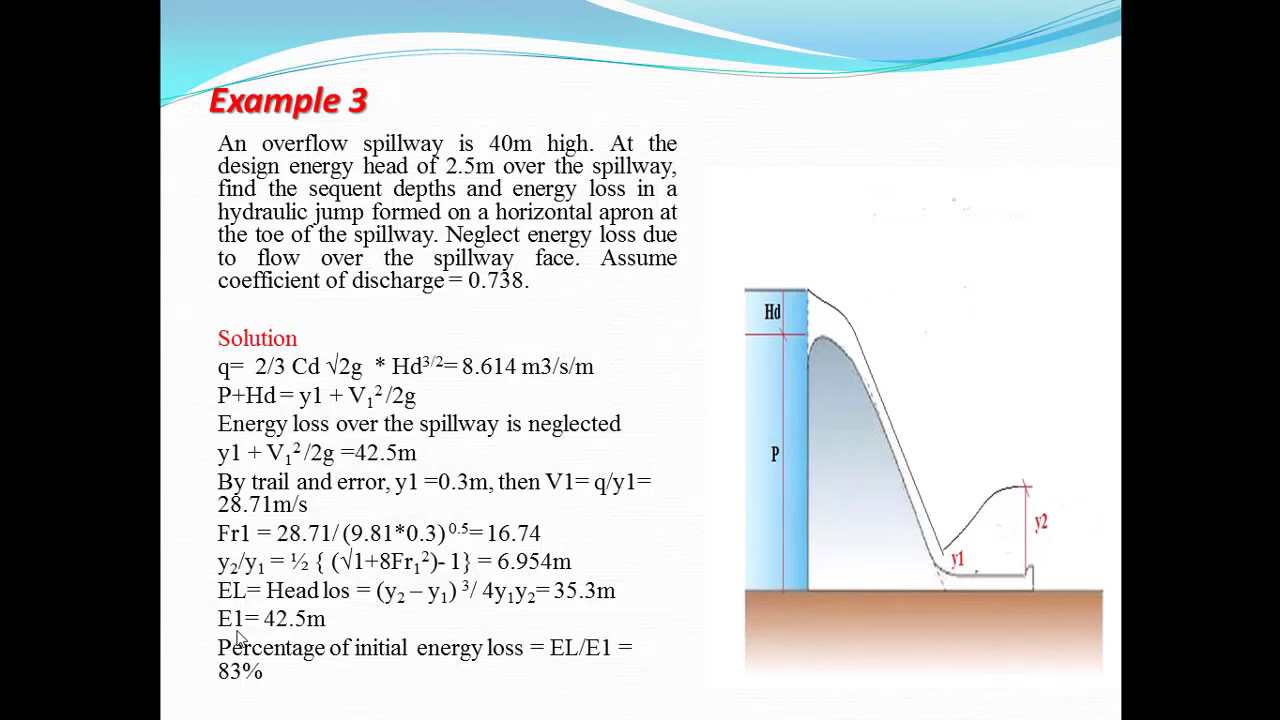 Example 3
An overflow spillway is 40m high. At the
design energy head of 2.5m over the spillway,
find the sequent depths and energy loss in a
hydraulic jump formed on a horizontal apron at
the toe of the spillway. Neglect energy loss due
to flow over the spillway face. Assume
coefficient of discharge = 0.738.
Solution
q= 2/3 Cd √2g * Hd³ᐟ²= 8.614 m3/s/m
P+Hd = y1 + V₁² /2g
Energy loss over the spillway is neglected
y1 + V₁² /2g =42.5m
By trail and error, y1 =0.3m, then V1= q/y1=
28.71m/s
Fr1 = 28.71/ (9.81*0.3) ⁰·⁵= 16.74
y₂/y₁ = ½ { (√1+8Fr₁²)- 1} = 6.954m
EL= Head los = (y₂ – y₁) ³/ 4y₁y₂= 35.3m
E1= 42.5m
Percentage of initial energy loss = EL/E1 =
83%
Hd
P
y1
y2